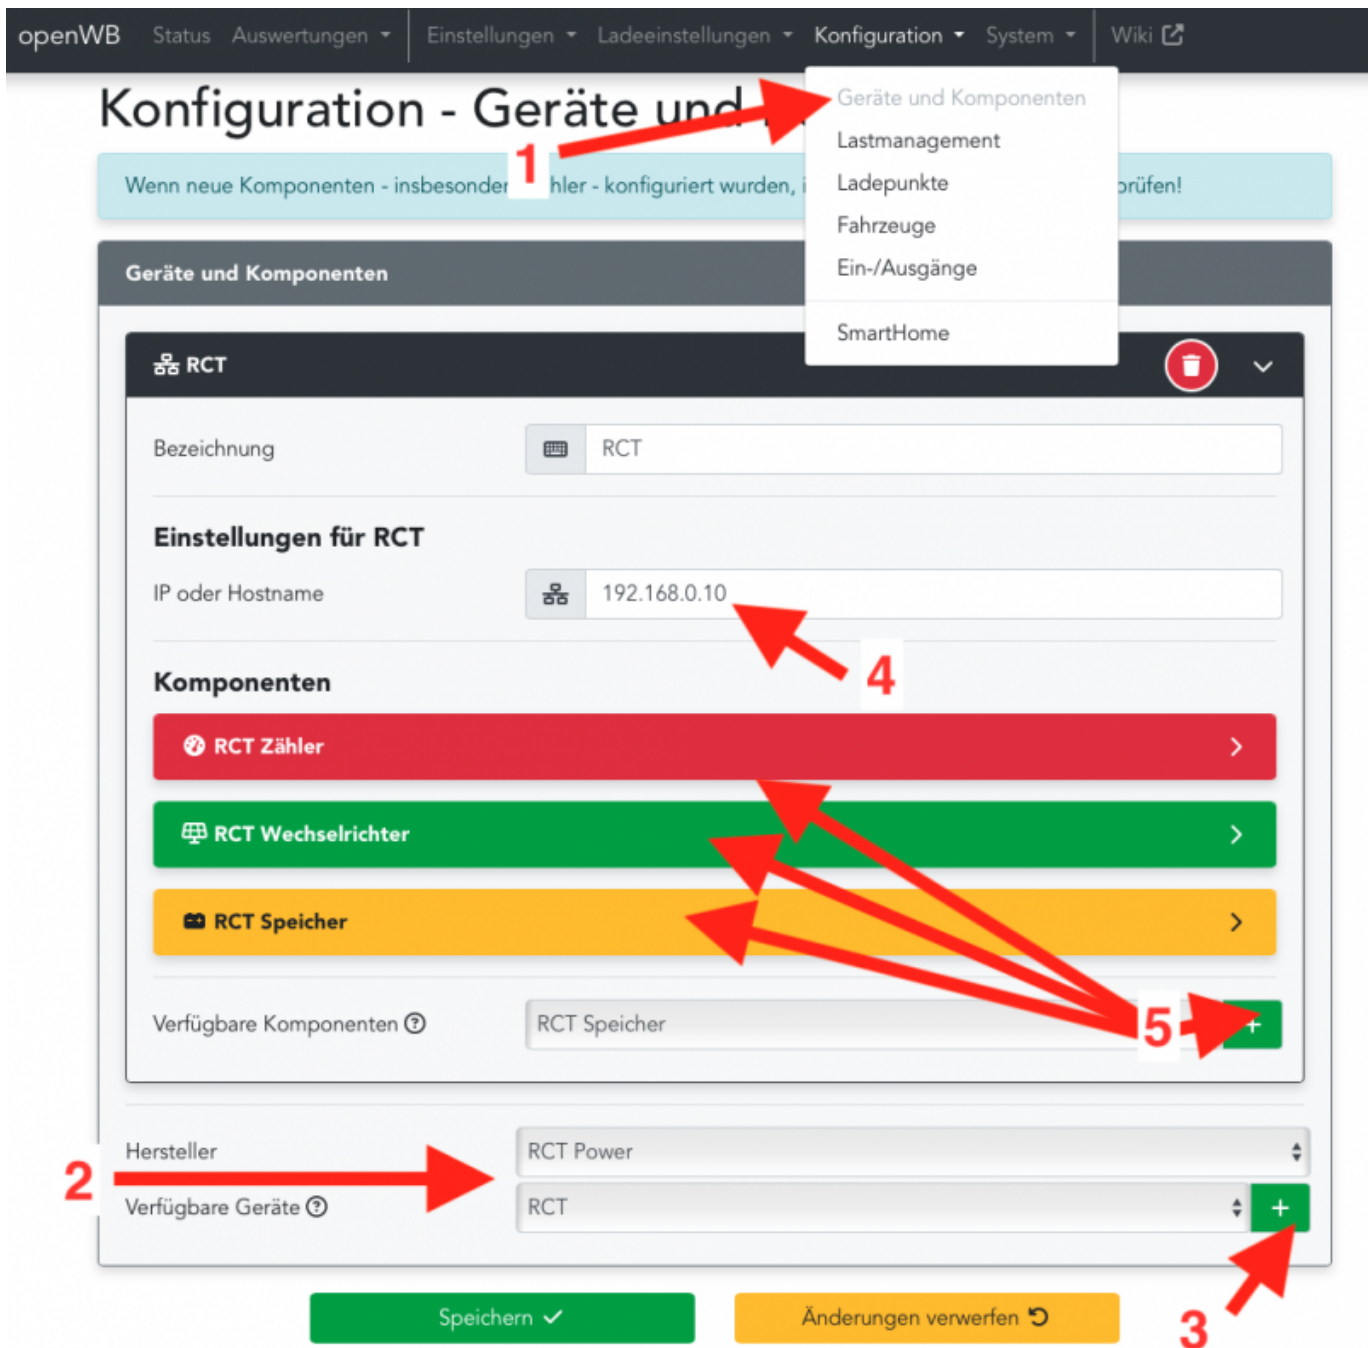 openWB Status Auswertungen Einstellungen Ladeeinstellungen Konfiguration System Wiki
Konfiguration - Geräte und
Geräte und Komponenten
Lastmanagement
Ladepunkte
Fahrzeuge
Ein-/Ausgänge
SmartHome
1
Wenn neue Komponenten - insbesonder hler - konfiguriert wurden, i prüfen!
Geräte und Komponenten
RCT
Bezeichnung RCT
Einstellungen für RCT
IP oder Hostname 192.168.0.10
4
Komponenten
RCT Zähler
RCT Wechselrichter
RCT Speicher
Verfügbare Komponenten RCT Speicher +
5
Hersteller RCT Power
2
Verfügbare Geräte RCT +
3
Speichern Änderungen verwerfen